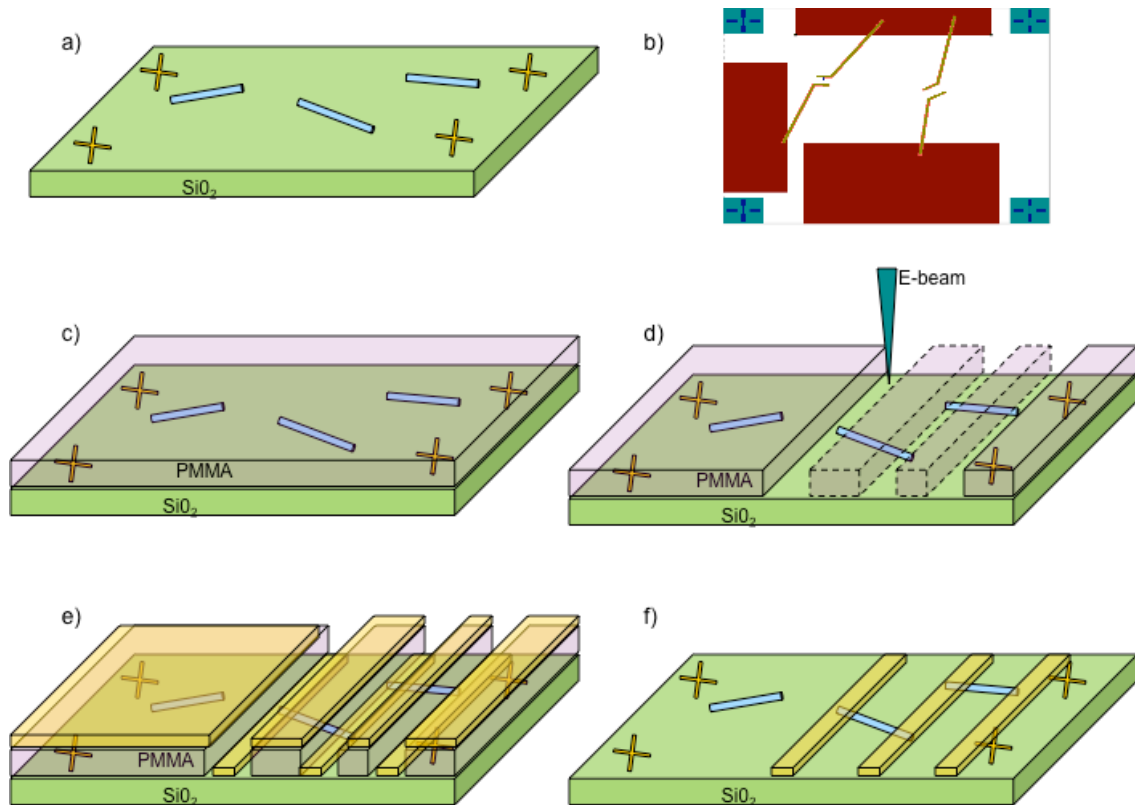 a)
b)
Si0₂
E-beam
c)
d)
PMMA
PMMA
Si0₂
Si0₂
e)
f)
PMMA
Si0₂
Si0₂